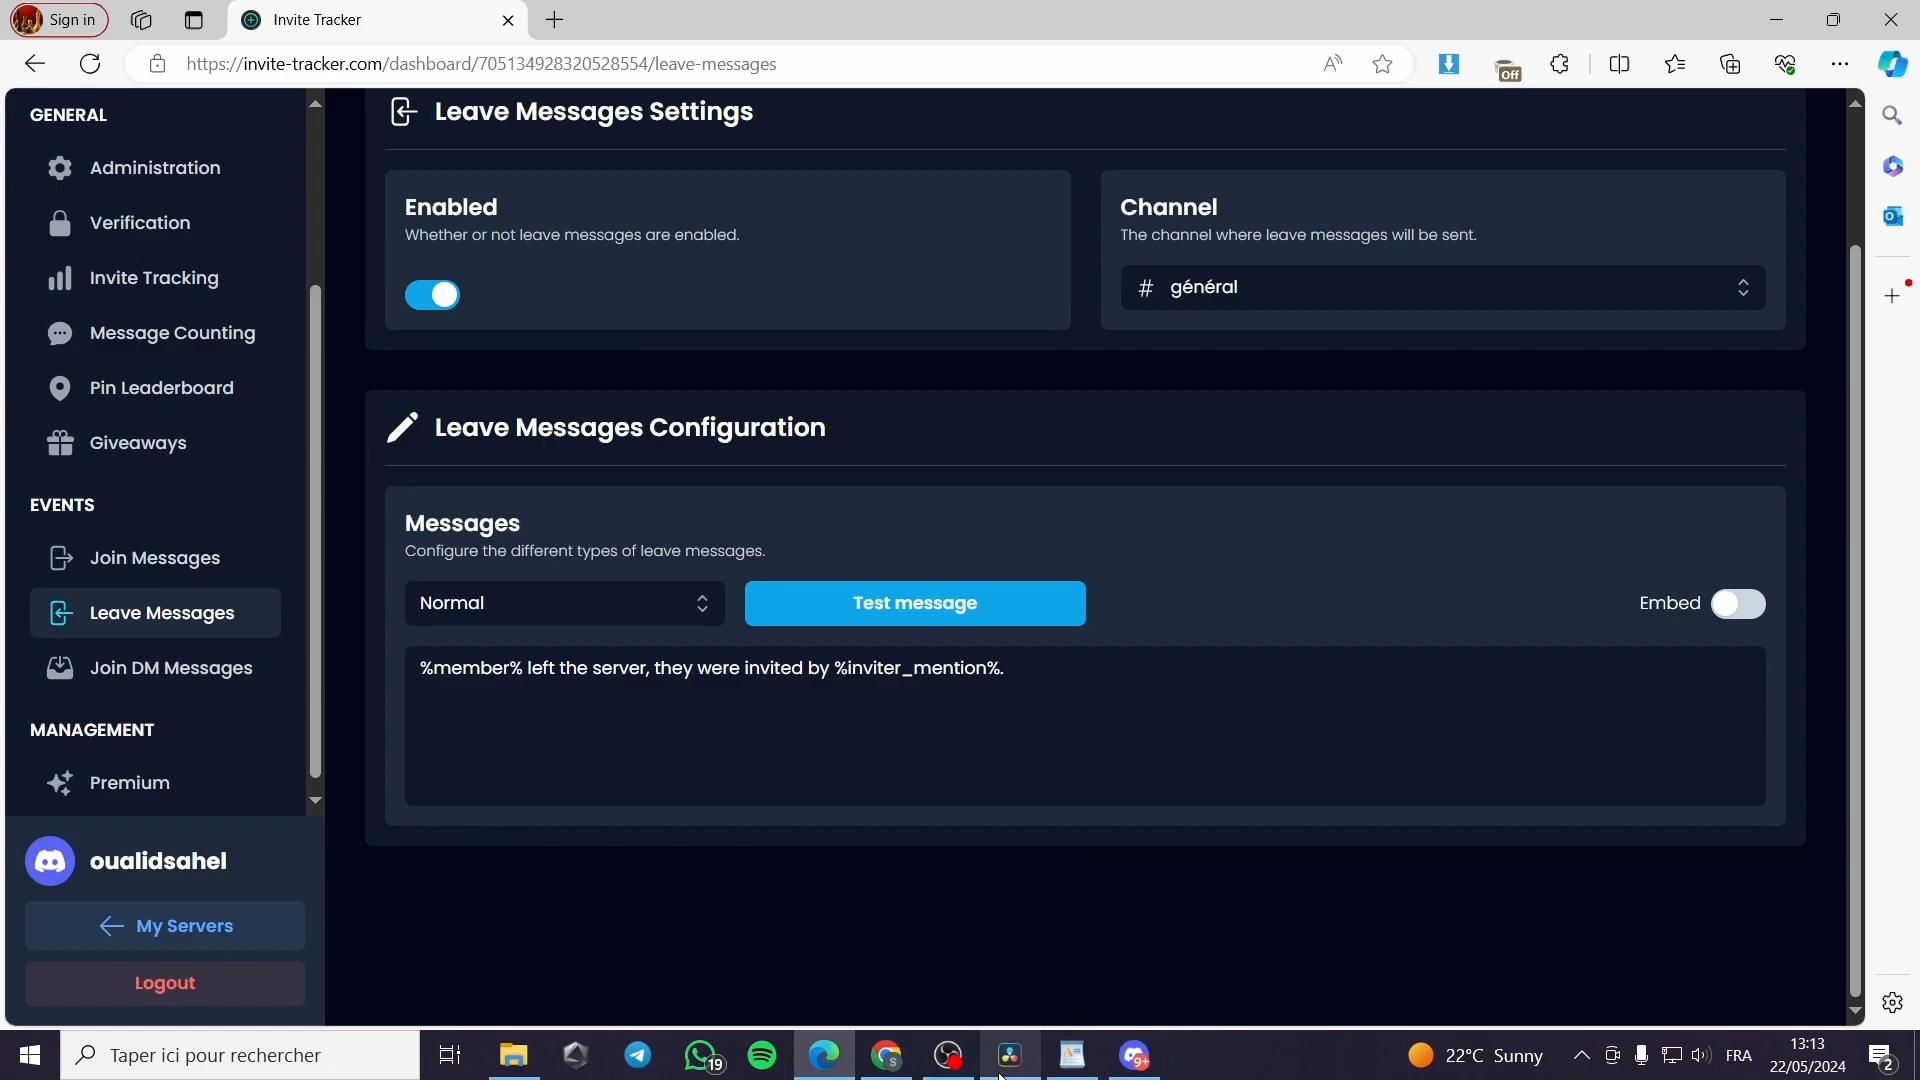 Sign in
Invite Tracker
https://invite-tracker.com/dashboard/705134928320528554/leave-messages
Off
GENERAL
Administration
Verification
Invite Tracking
Message Counting
Pin Leaderboard
Giveaways
EVENTS
Join Messages
Leave Messages
Join DM Messages
MANAGEMENT
Premium
oualidsahel
My Servers
Logout
Leave Messages Settings
Enabled
Whether or not leave messages are enabled.
Channel
The channel where leave messages will be sent.
# général
Leave Messages Configuration
Messages
Configure the different types of leave messages.
Normal
Test message
Embed
%member% left the server, they were invited by %inviter_mention%.
Taper ici pour rechercher
19
S
9+
22°C Sunny
FRA
13:13
22/05/2024
2